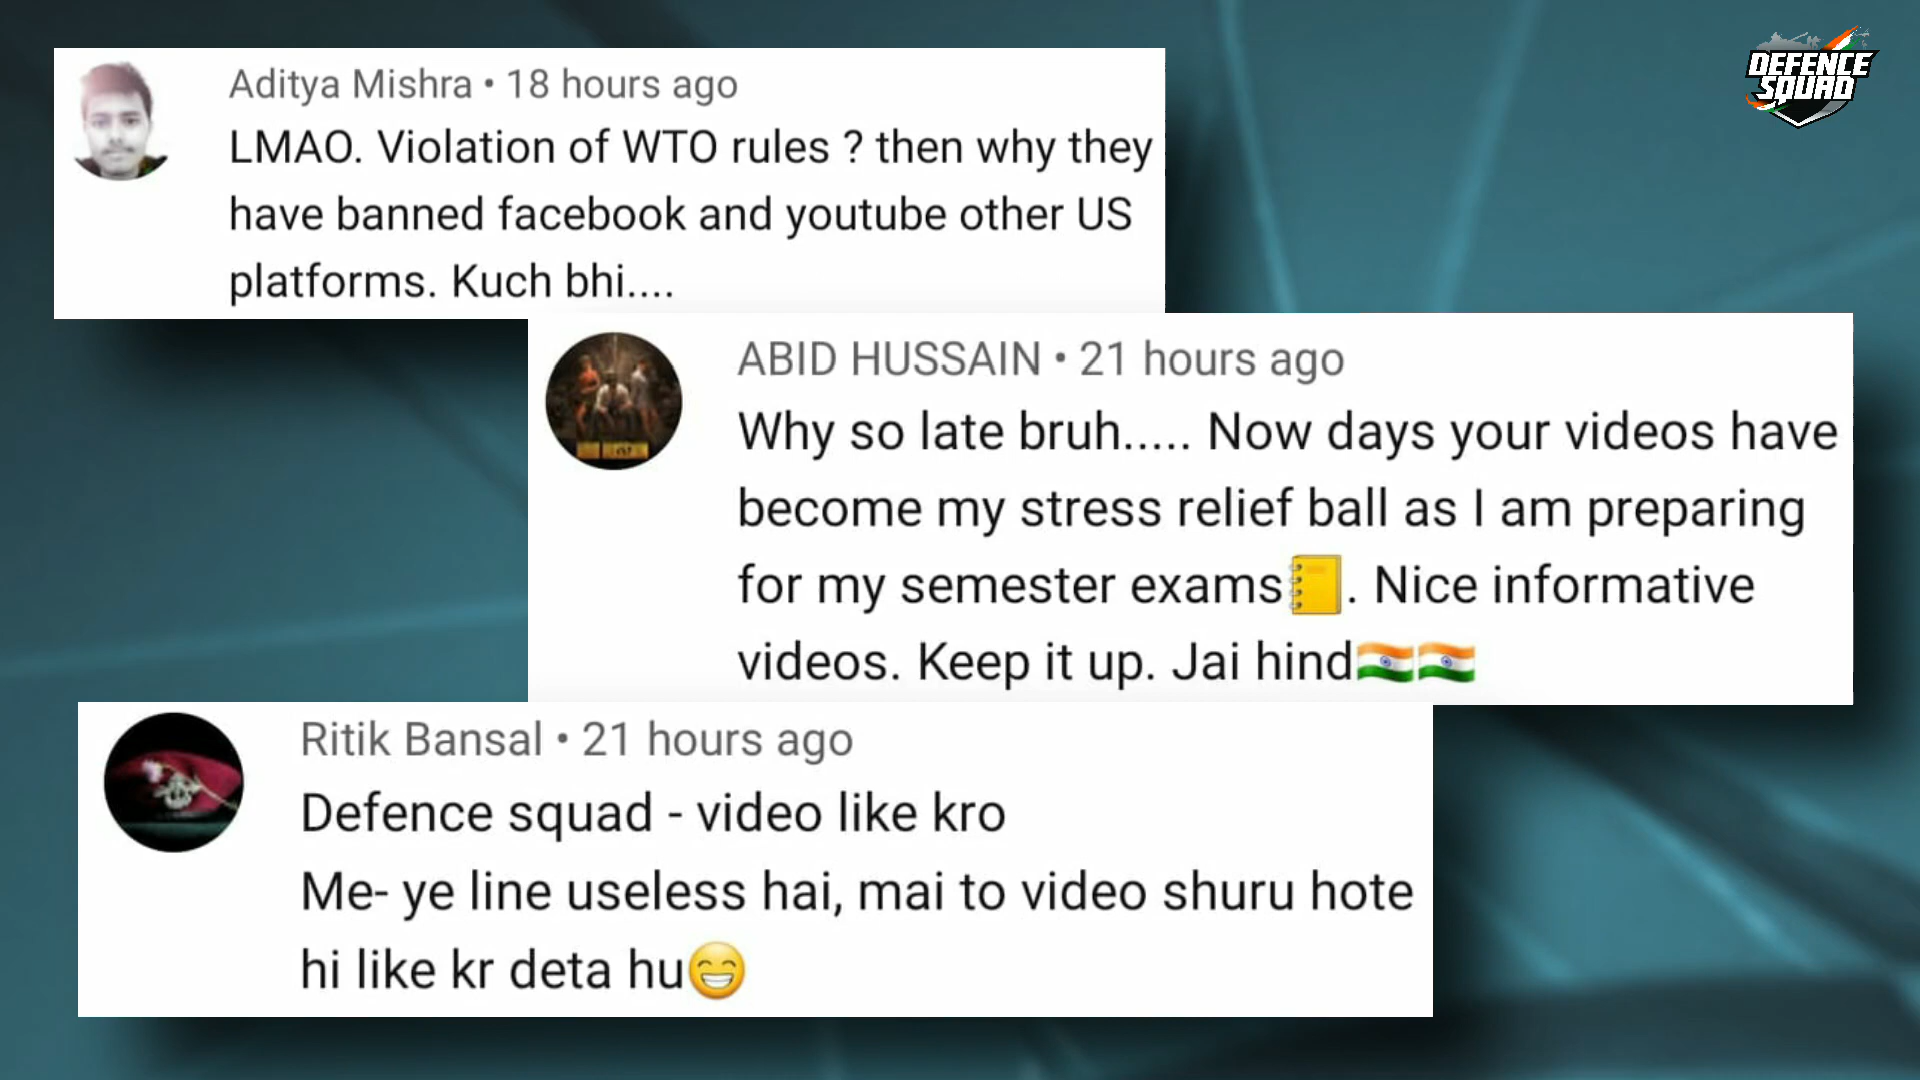 DEFENCE
SQUAD
Aditya Mishra • 18 hours ago
LMAO. Violation of WTO rules ? then why they
have banned facebook and youtube other US
platforms. Kuch bhi....
ABID HUSSAIN • 21 hours ago
Why so late bruh..... Now days your videos have
become my stress relief ball as I am preparing
for my semester exams📒. Nice informative
videos. Keep it up. Jai hind🇮🇳🇮🇳
Ritik Bansal • 21 hours ago
Defence squad - video like kro
Me- ye line useless hai, mai to video shuru hote
hi like kr deta hu😁